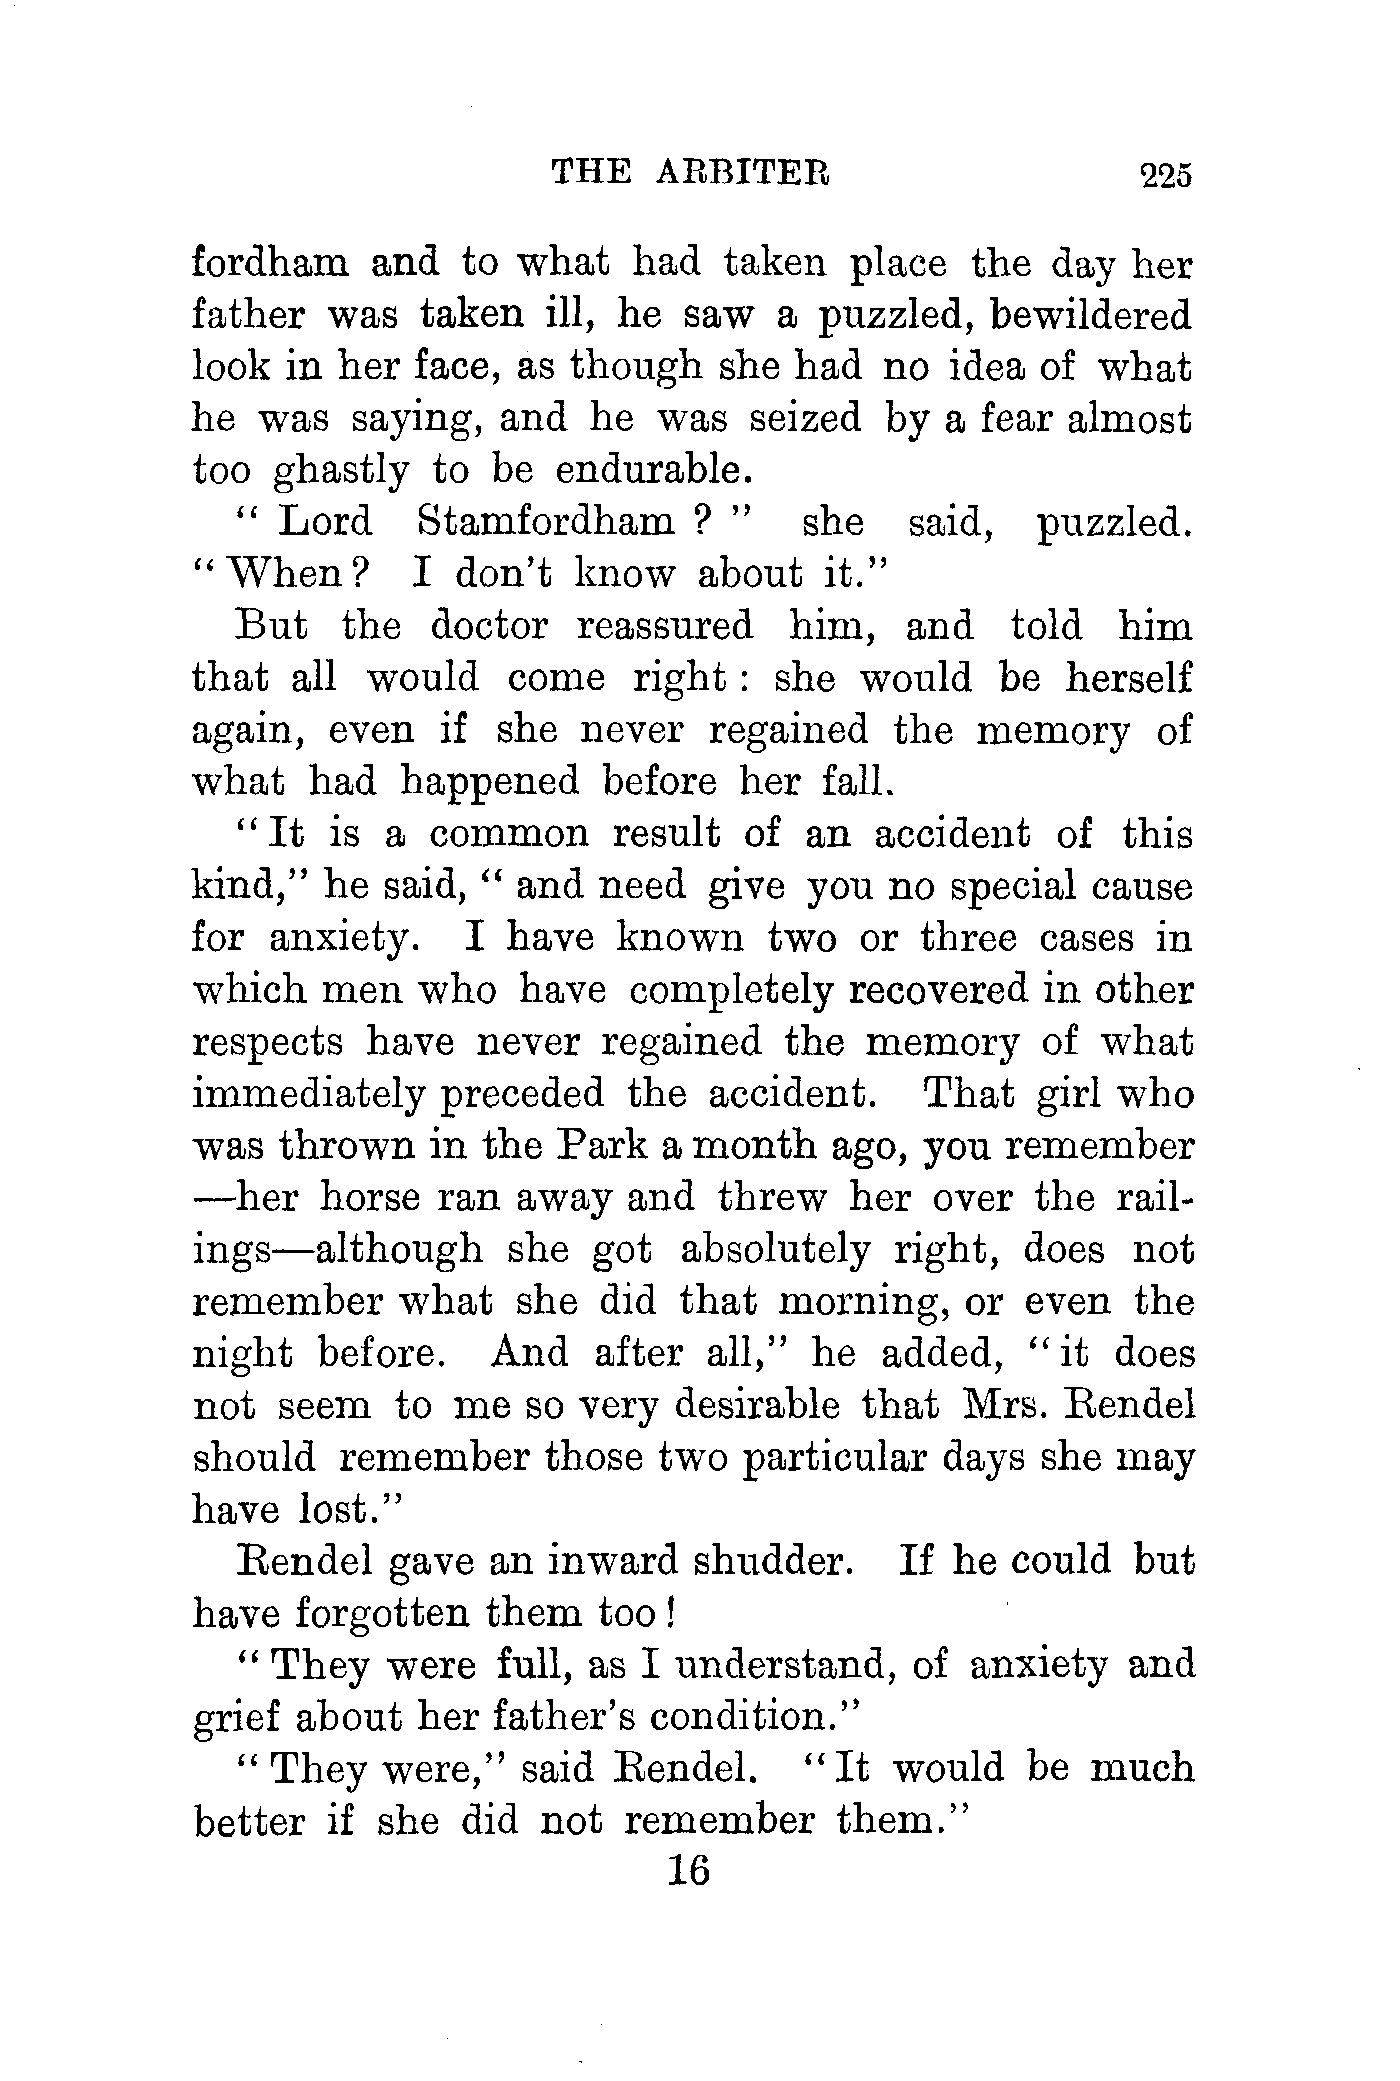 THE ARBITER 225
fordham and to what had taken place the day her
father was taken ill, he saw a puzzled, bewildered
look in her face, as though she had no idea of what
he was saying, and he was seized by a fear almost
too ghastly to be endurable.
“ Lord Stamfordham ? ” she said, puzzled.
“ When ? I don’t know about it.”
But the doctor reassured him, and told him
that all would come right : she would be herself
again, even if she never regained the memory of
what had happened before her fall.
“ It is a common result of an accident of this
kind,” he said, “ and need give you no special cause
for anxiety. I have known two or three cases in
which men who have completely recovered in other
respects have never regained the memory of what
immediately preceded the accident. That girl who
was thrown in the Park a month ago, you remember
—her horse ran away and threw her over the rail-
ings—although she got absolutely right, does not
remember what she did that morning, or even the
night before. And after all,” he added, “ it does
not seem to me so very desirable that Mrs. Rendel
should remember those two particular days she may
have lost.”
Rendel gave an inward shudder. If he could but
have forgotten them too !
“ They were full, as I understand, of anxiety and
grief about her father’s condition.”
“ They were,” said Rendel. “ It would be much
better if she did not remember them.”
16